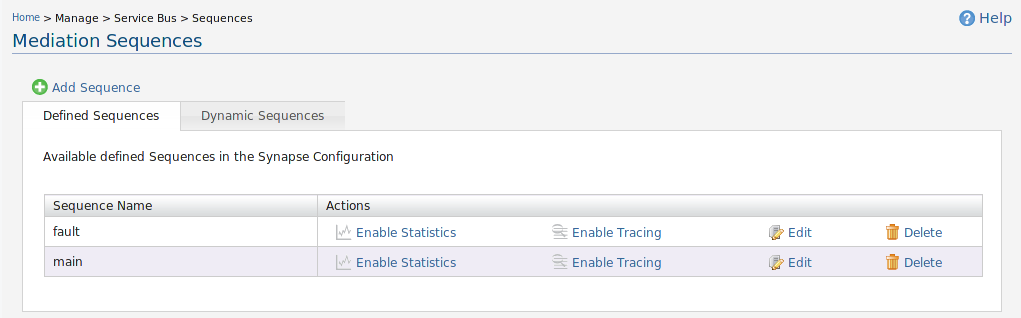 Home > Manage > Service Bus > Sequences
Help
Mediation Sequences
Add Sequence
Defined Sequences Dynamic Sequences
Available defined Sequences in the Synapse Configuration
Sequence Name Actions
fault Enable Statistics Enable Tracing Edit Delete
main Enable Statistics Enable Tracing Edit Delete